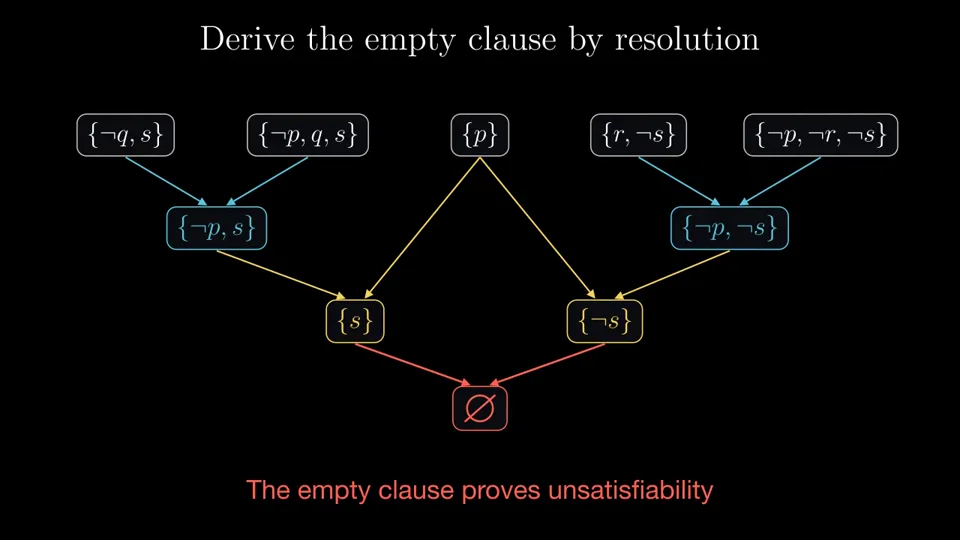 Derive the empty clause by resolution
{¬q, s} {¬p, q, s} {p} {r, ¬s} {¬p, ¬r, ¬s}
{¬p, s} {¬p, ¬s}
{s} {¬s}
∅
The empty clause proves unsatisfiability